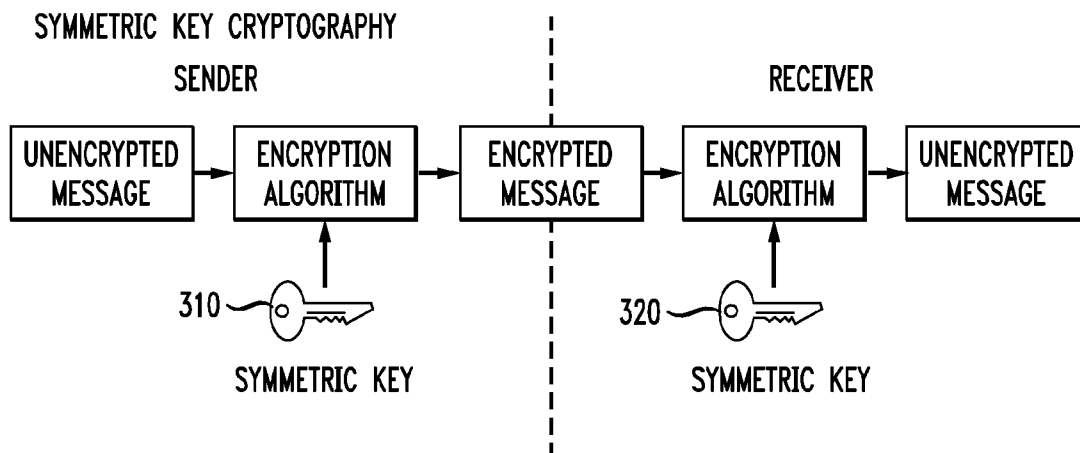 SYMMETRIC KEY CRYPTOGRAPHY
SENDER
RECEIVER
UNENCRYPTED
MESSAGE
ENCRYPTION
ALGORITHM
ENCRYPTED
MESSAGE
ENCRYPTION
ALGORITHM
UNENCRYPTED
MESSAGE
310
320
SYMMETRIC KEY
SYMMETRIC KEY